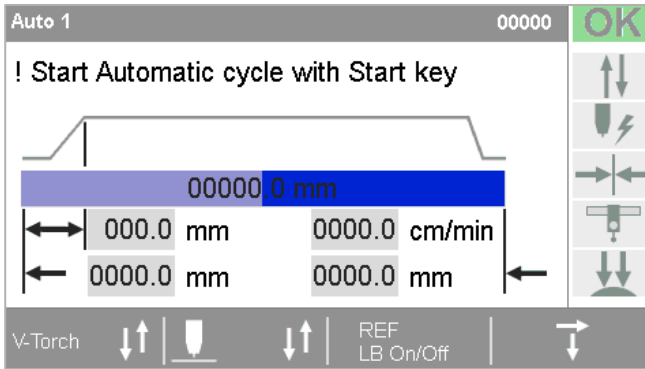 Auto 1 00000 OK
! Start Automatic cycle with Start key
00000.0 mm
000.0 mm 0000.0 cm/min
0000.0 mm 0000.0 mm
V-Torch REF
LB On/Off